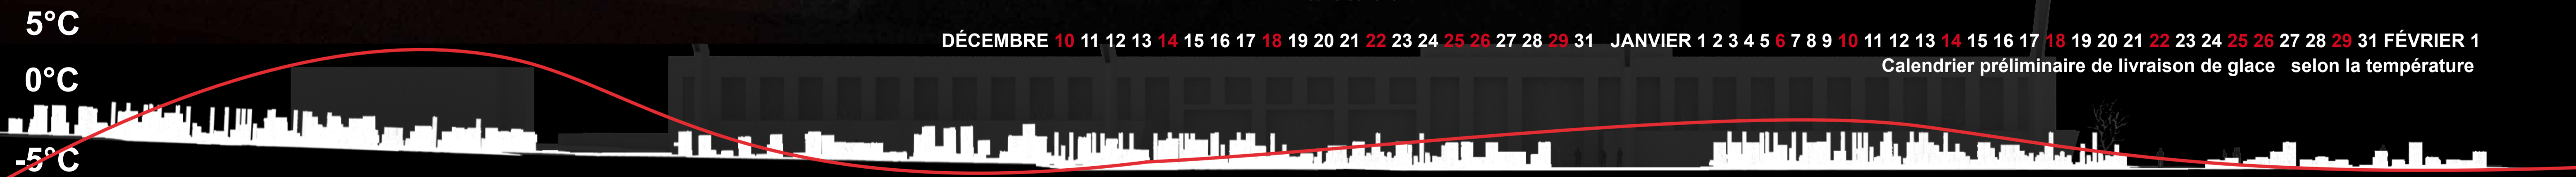 5°C
DÉCEMBRE 10 11 12 13 14 15 16 17 18 19 20 21 22 23 24 25 26 27 28 29 31 JANVIER 1 2 3 4 5 6 7 8 9 10 11 12 13 14 15 16 17 18 19 20 21 22 23 24 25 26 27 28 29 31 FÉVRIER 1
Calendrier préliminaire de livraison de glace selon la température
0°C
-5°C